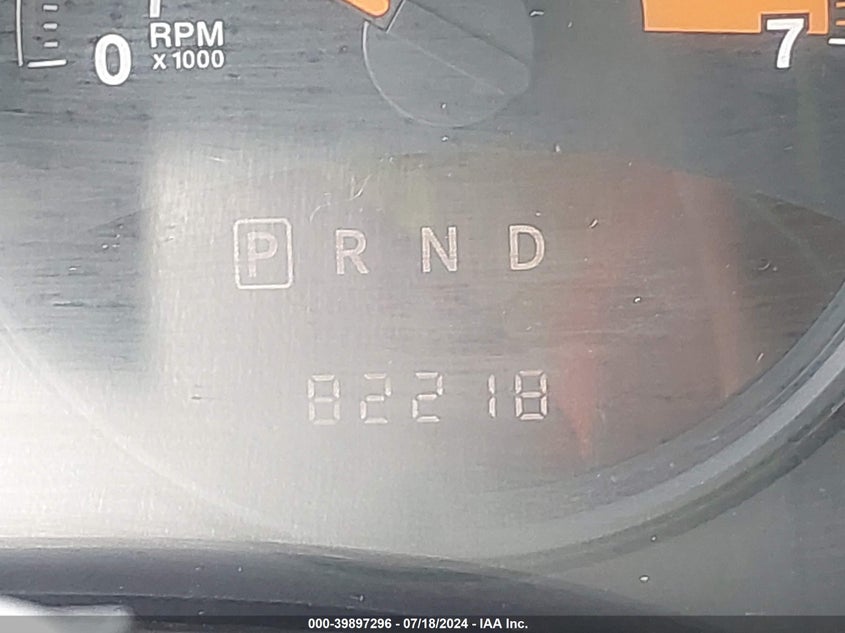 0 RPM 7
x1000
P R N D
82218
000-39897296 - 07/18/2024 - IAA Inc.